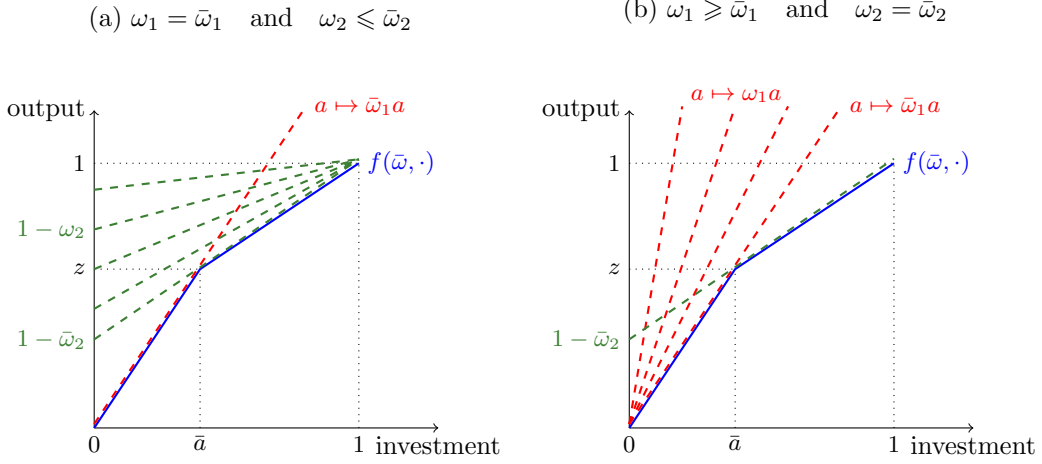 (a) ω₁ = ω̄₁ and ω₂ ⩽ ω̄₂
output
a ↦ ω̄₁a
1
f(ω̄, ·)
1 − ω₂
z
1 − ω̄₂
0
ā
1
investment
(b) ω₁ ⩾ ω̄₁ and ω₂ = ω̄₂
output
a ↦ ω₁a
a ↦ ω̄₁a
1
f(ω̄, ·)
z
1 − ω̄₂
0
ā
1
investment